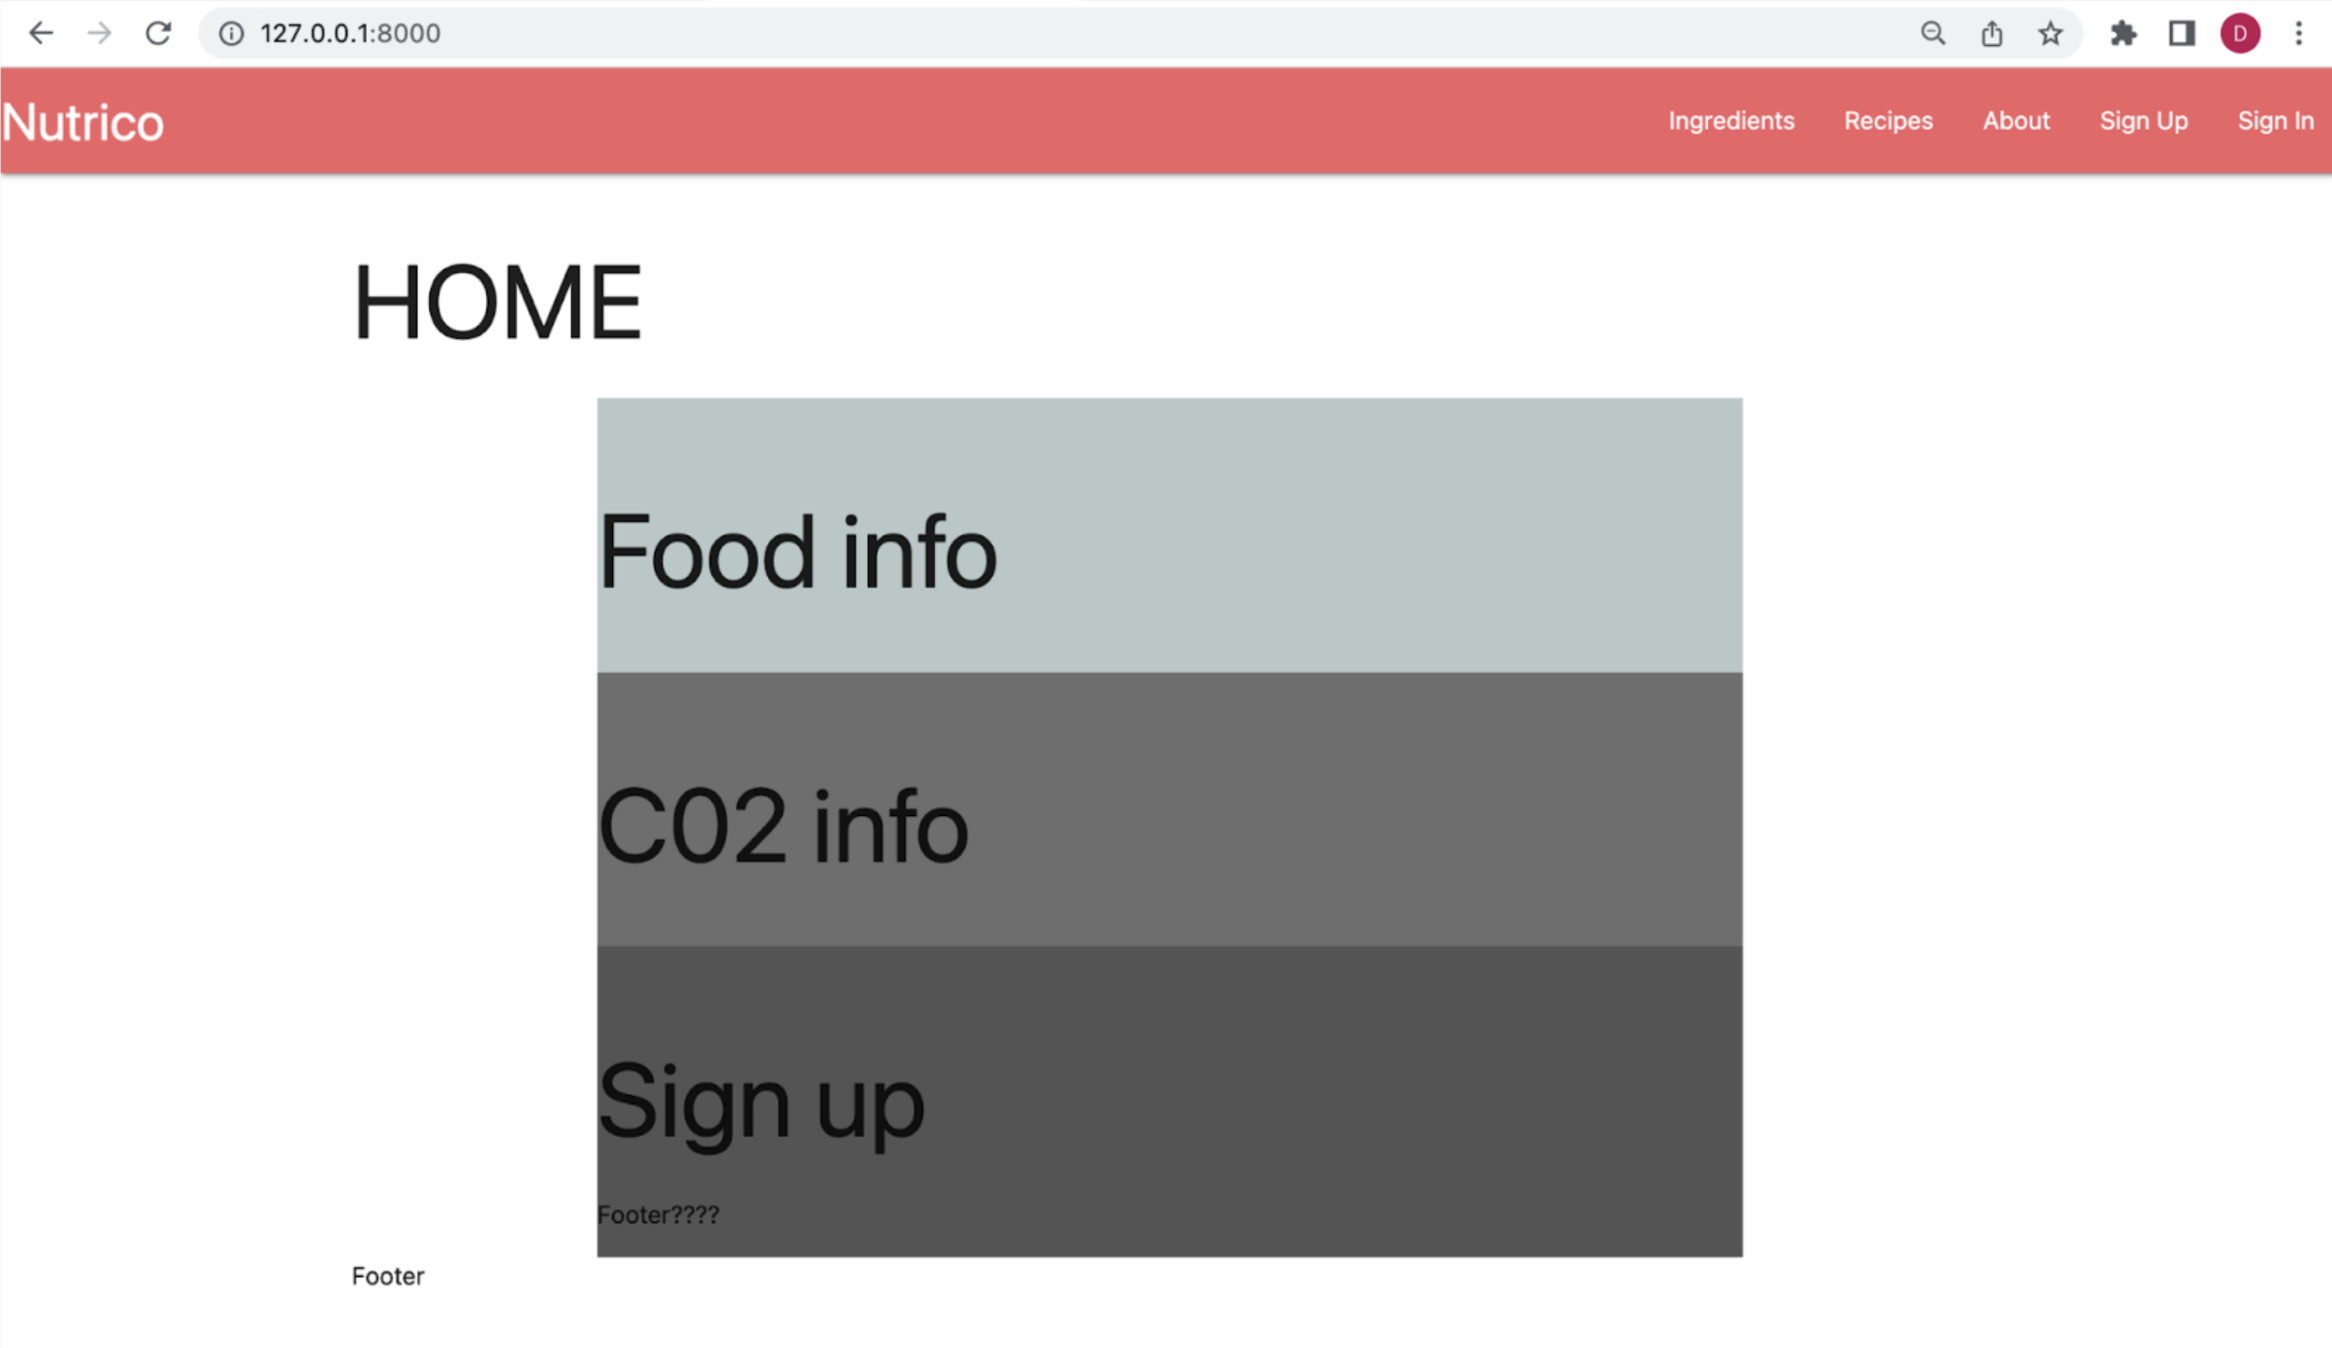 127.0.0.1:8000
D
Nutrico Ingredients Recipes About Sign Up Sign In
HOME
Food info
C02 info
Sign up
Footer????
Footer